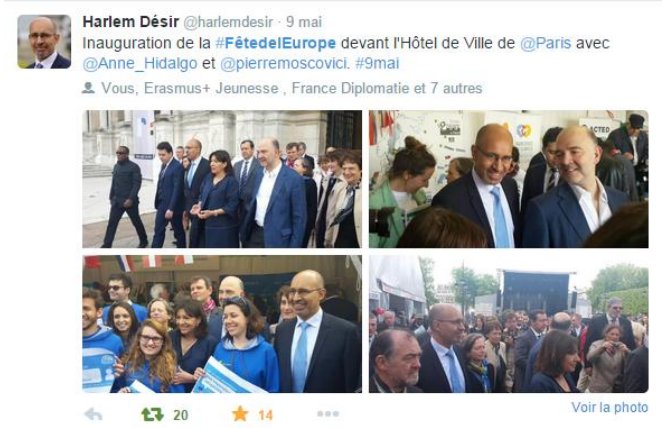 Harlem Désir @harlemdesir · 9 mai
Inauguration de la #FêtedelEurope devant l'Hôtel de Ville de @Paris avec
@Anne_Hidalgo et @pierremoscovici. #9mai
Vous, Erasmus+ Jeunesse , France Diplomatie et 7 autres
ACTED
20
14
Voir la photo